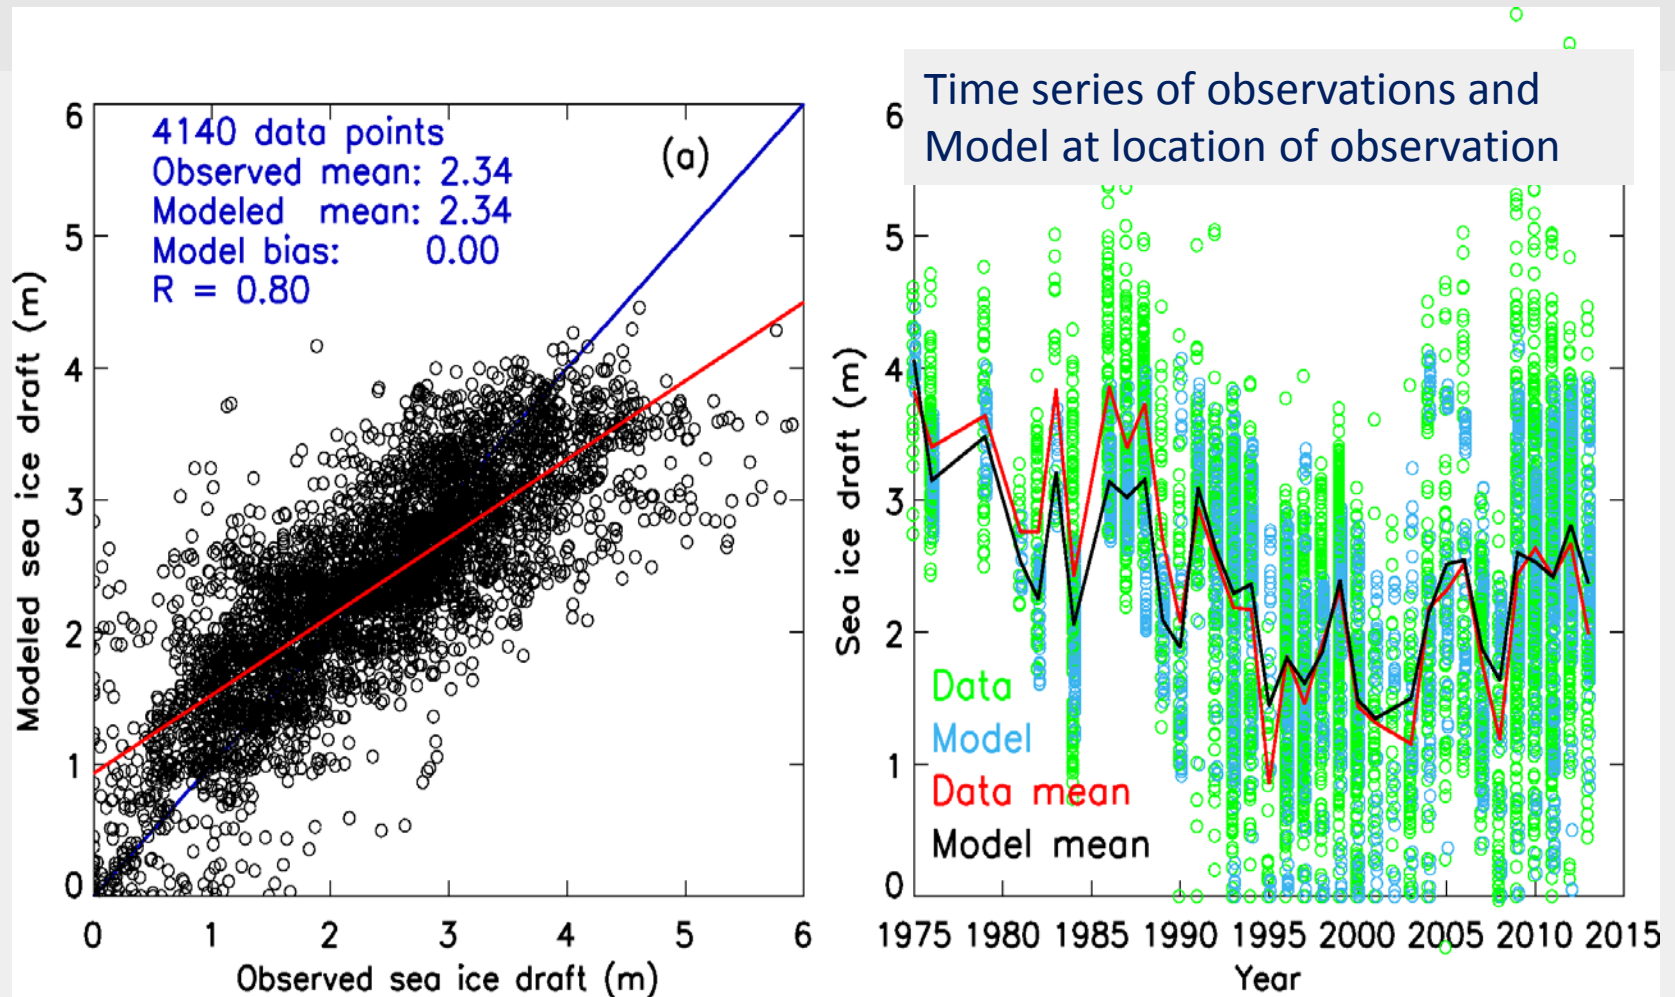 4140 data points
Observed mean: 2.34
Modeled mean: 2.34
Model bias: 0.00
R = 0.80
(a)
6
5
4
3
2
1
0
Modeled sea ice draft (m)
0 1 2 3 4 5 6
Observed sea ice draft (m)
Time series of observations and
Model at location of observation
6
5
4
3
2
1
0
Sea ice draft (m)
Data
Model
Data mean
Model mean
1975 1980 1985 1990 1995 2000 2005 2010 2015
Year